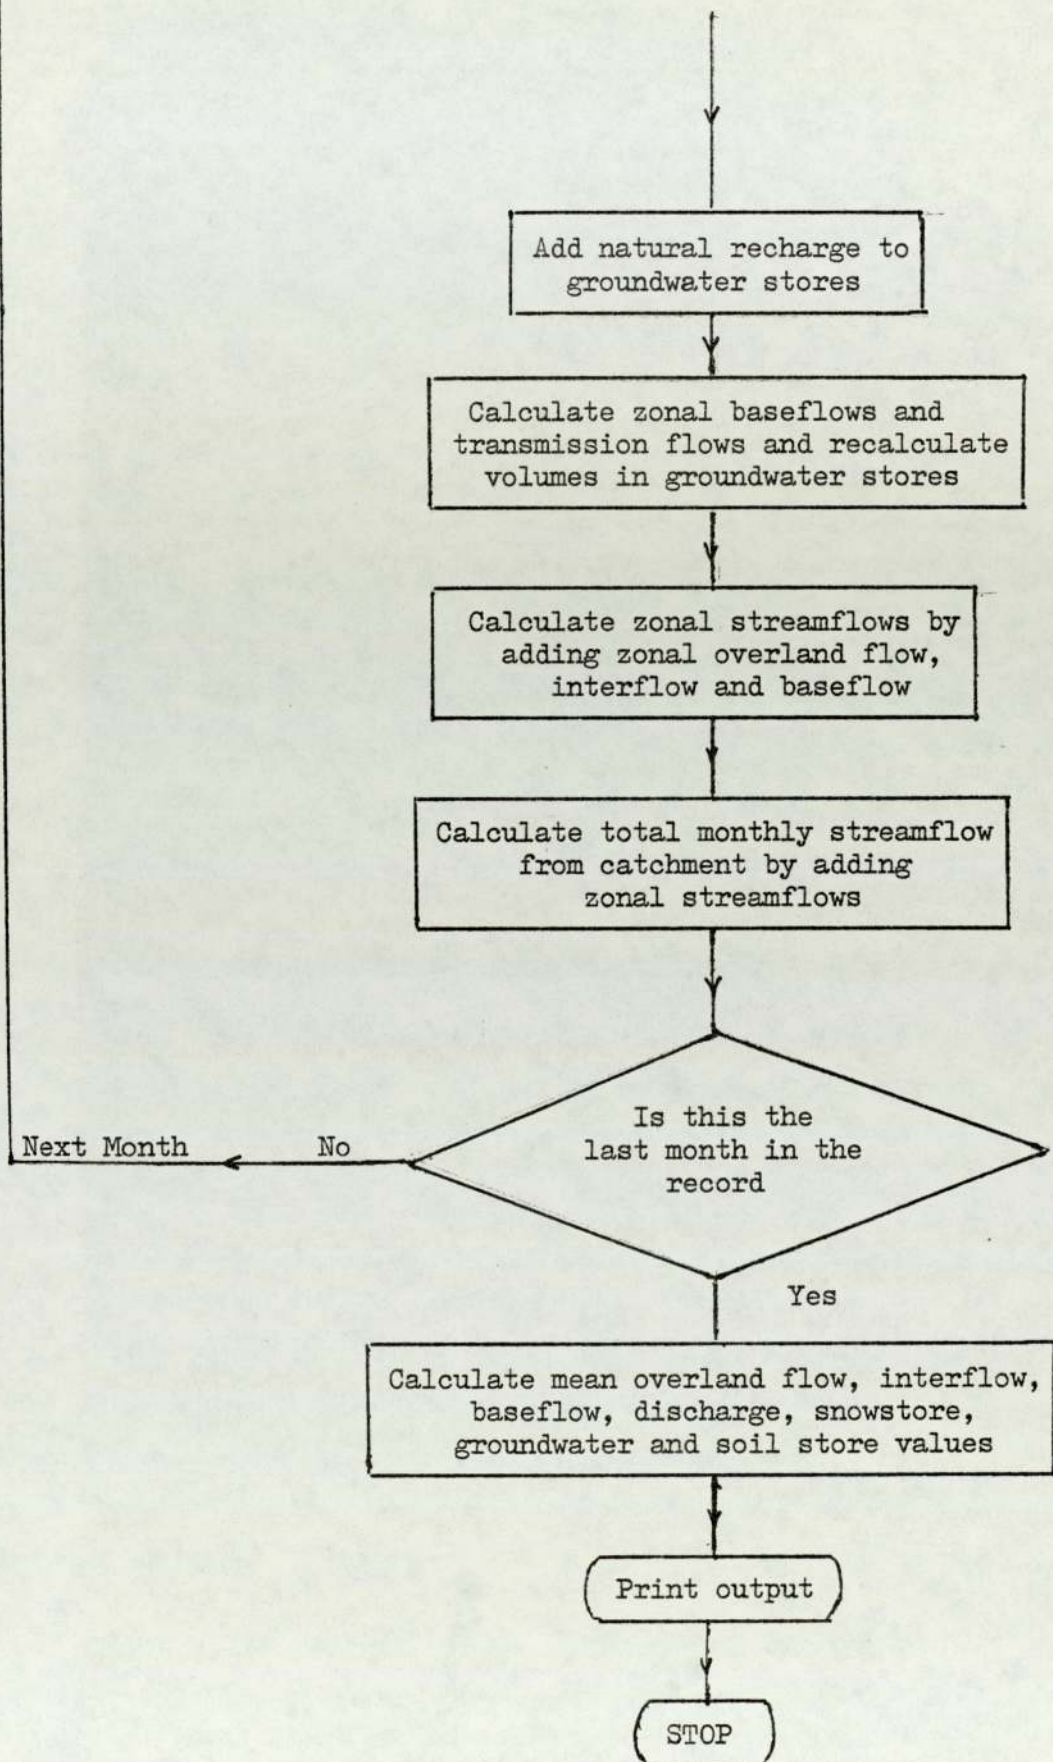 Add natural recharge to
groundwater stores
Calculate zonal baseflows and
transmission flows and recalculate
volumes in groundwater stores
Calculate zonal streamflows by
adding zonal overland flow,
interflow and baseflow
Calculate total monthly streamflow
from catchment by adding
zonal streamflows
Is this the
last month in the
record
Next Month
No
Yes
Calculate mean overland flow, interflow,
baseflow, discharge, snowstore,
groundwater and soil store values
Print output
STOP